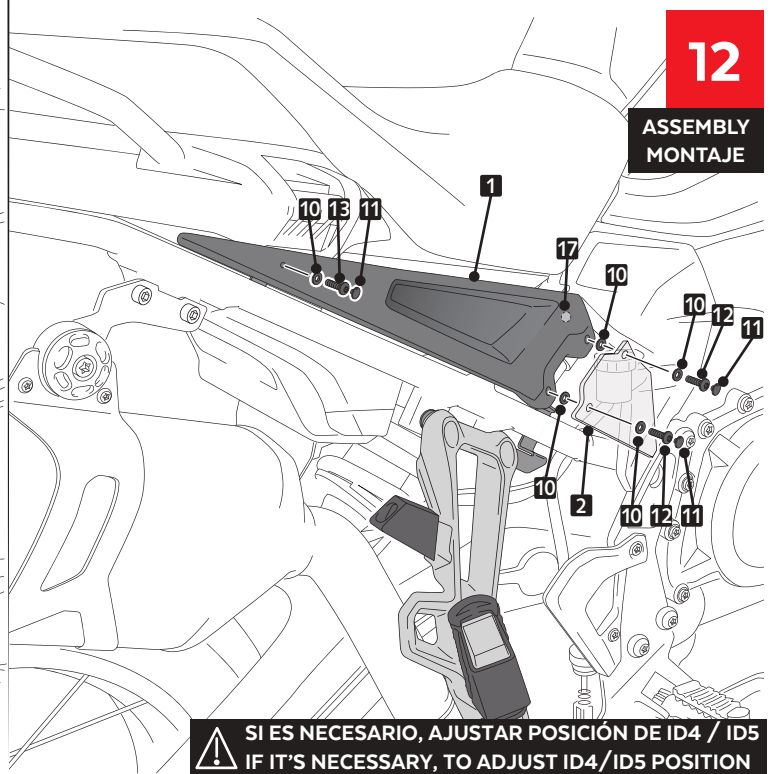 12
ASSEMBLY
MONTAJE
1
10 13 11
17
10
10
12
11
10
2
10 12 11
SI ES NECESARIO, AJUSTAR POSICIÓN DE ID4 / ID5
IF IT'S NECESSARY, TO ADJUST ID4/ID5 POSITION